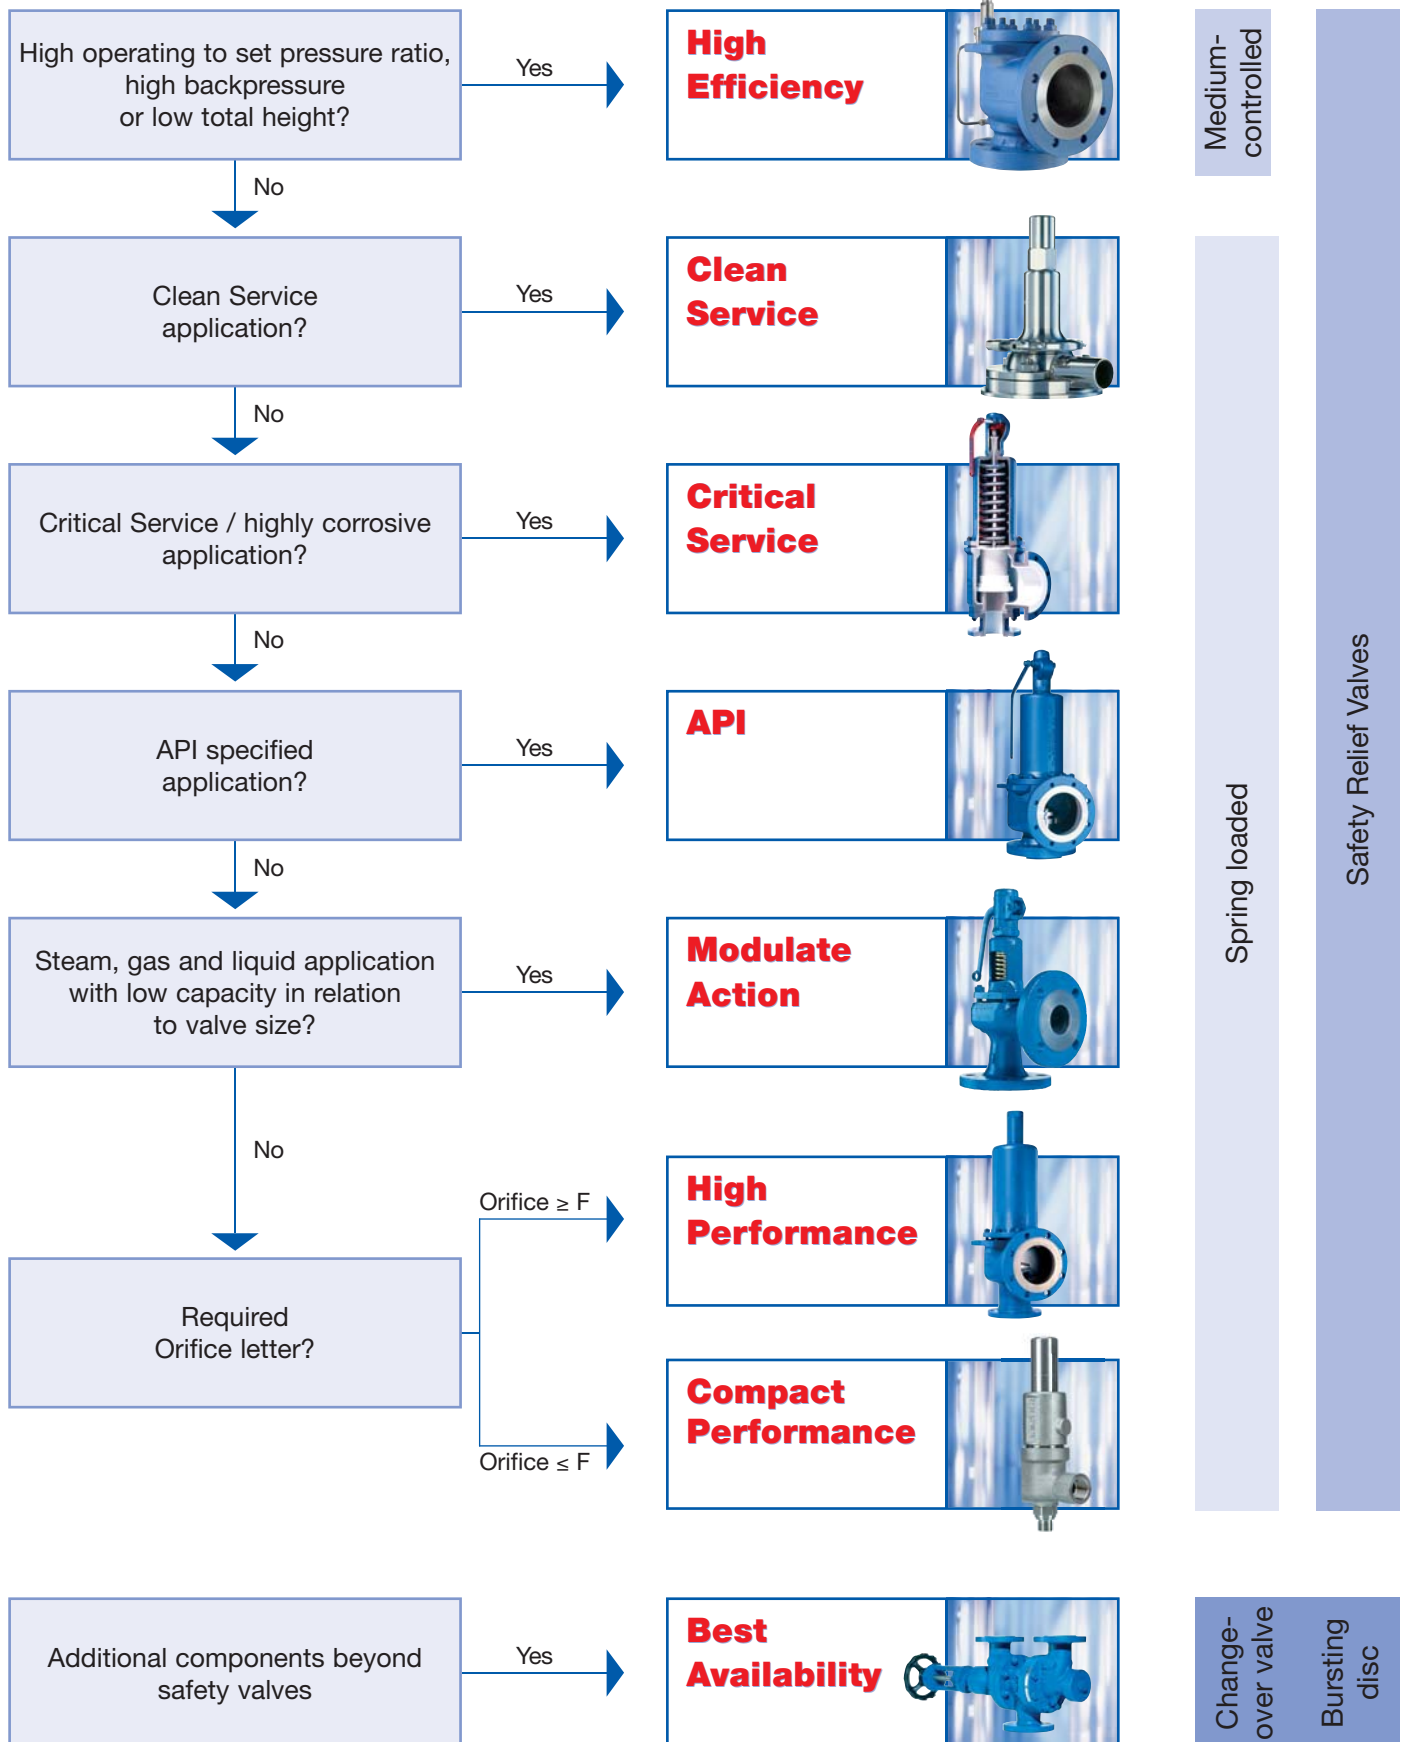 High operating to set pressure ratio,
high backpressure
or low total height?
Yes
High
Efficiency
No
Clean Service
application?
Yes
Clean
Service
No
Critical Service / highly corrosive
application?
Yes
Critical
Service
No
API specified
application?
Yes
API
No
Steam, gas and liquid application
with low capacity in relation
to valve size?
Yes
Modulate
Action
No
Required
Orifice letter?
Orifice ≥ F
High
Performance
Orifice ≤ F
Compact
Performance
Additional components beyond
safety valves
Yes
Best
Availability
Medium-
controlled
Spring loaded
Safety Relief Valves
Change-
over valve
Bursting
disc